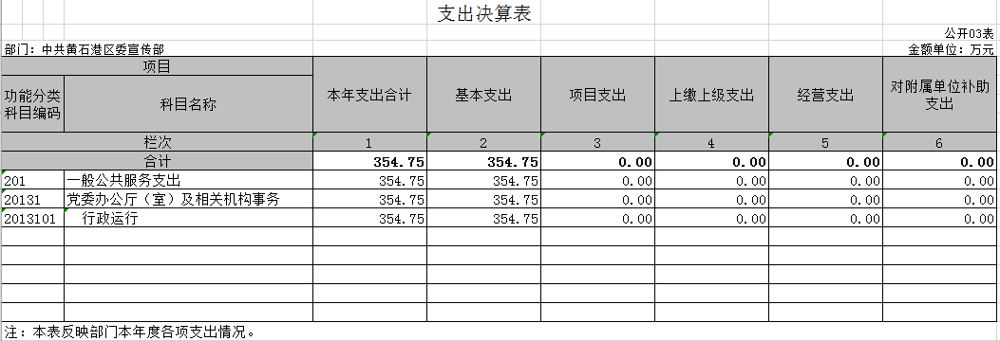 支出决算表
公开03表
部门：中共黄石港区委宣传部 金额单位：万元
项目 本年支出合计 基本支出 项目支出 上缴上级支出 经营支出 对附属单位补助支出
功能分类科目编码 科目名称
栏次 1 2 3 4 5 6
合计 354.75 354.75 0.00 0.00 0.00 0.00
201 一般公共服务支出 354.75 354.75 0.00 0.00 0.00 0.00
20131 党委办公厅（室）及相关机构事务 354.75 354.75 0.00 0.00 0.00 0.00
2013101 行政运行 354.75 354.75 0.00 0.00 0.00 0.00
注：本表反映部门本年度各项支出情况。